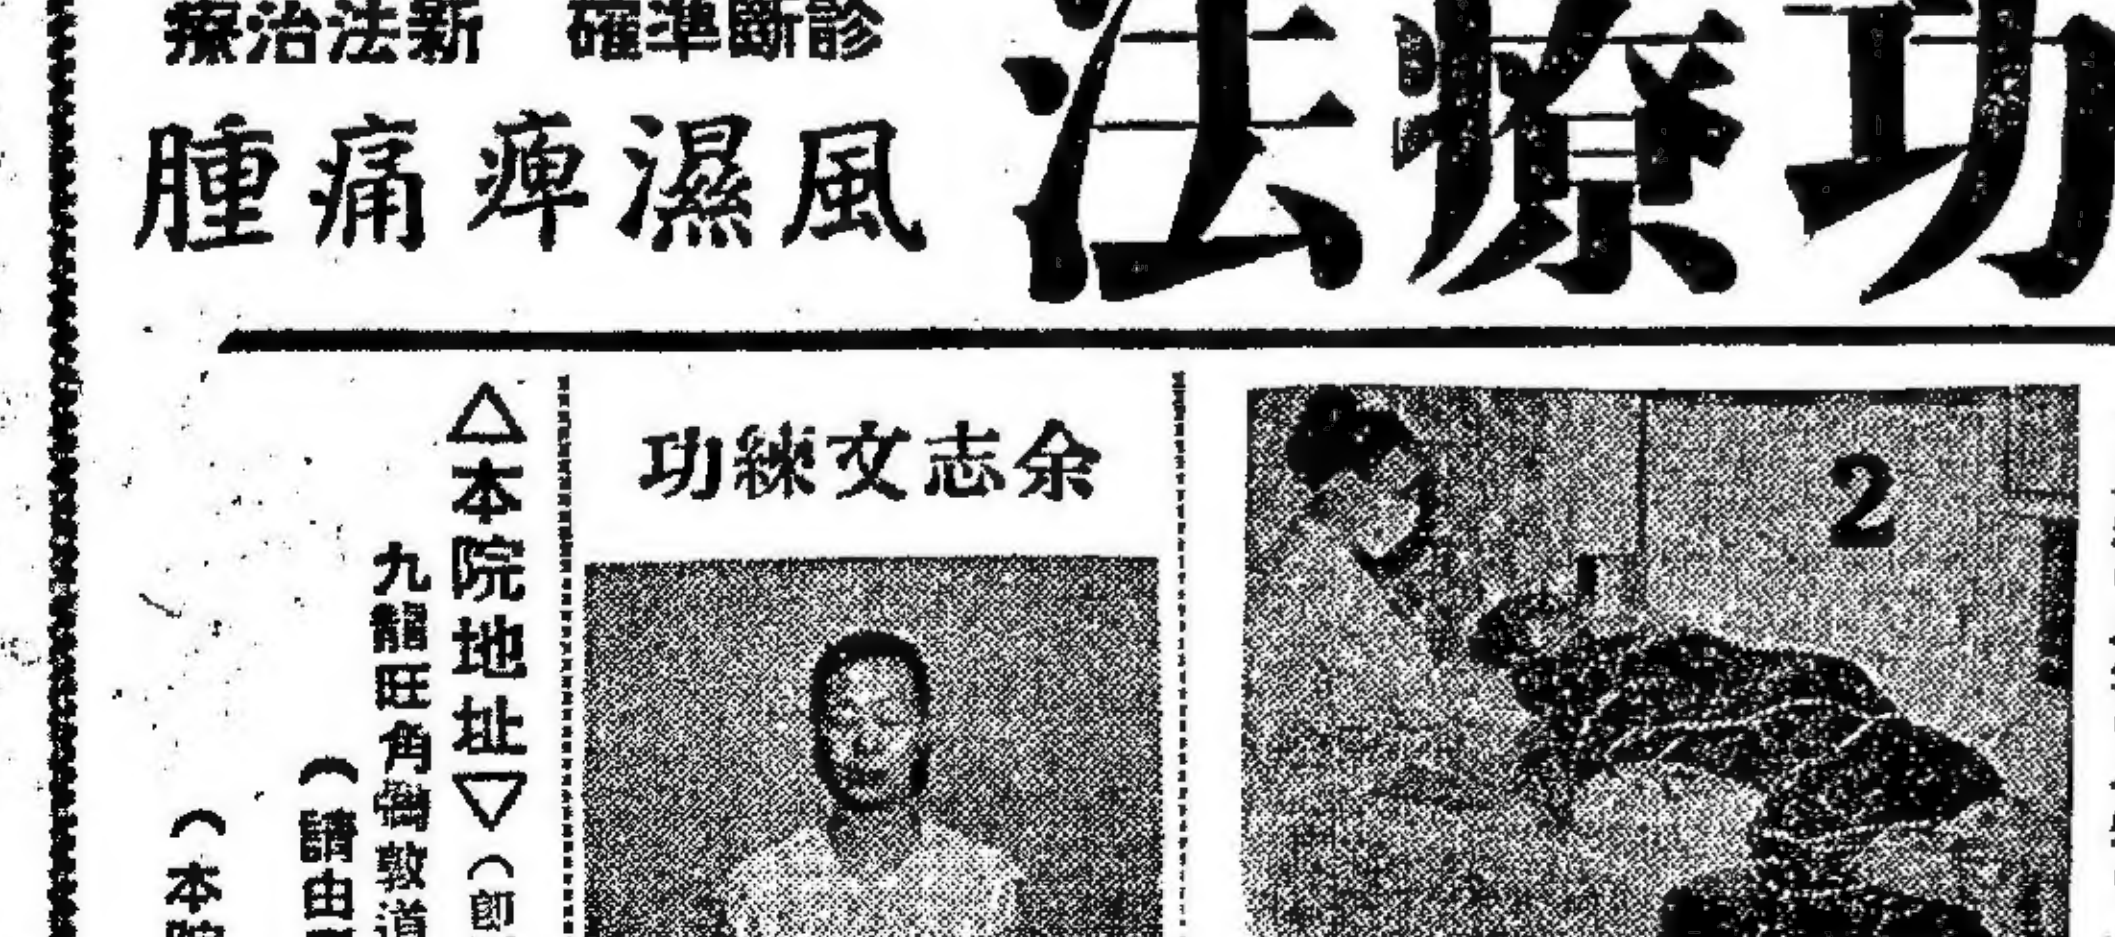 功療法
診斷準確　新法治療
風濕痺痛腫
2
余志文練功
△本院地址▽（即
九龍旺角彌敦道
（請由
（本院